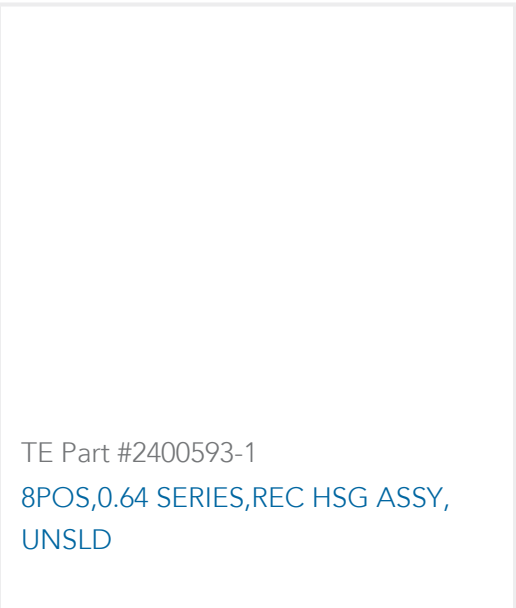 TE Part #2400593-1
8POS,0.64 SERIES,REC HSG ASSY,
UNSLD